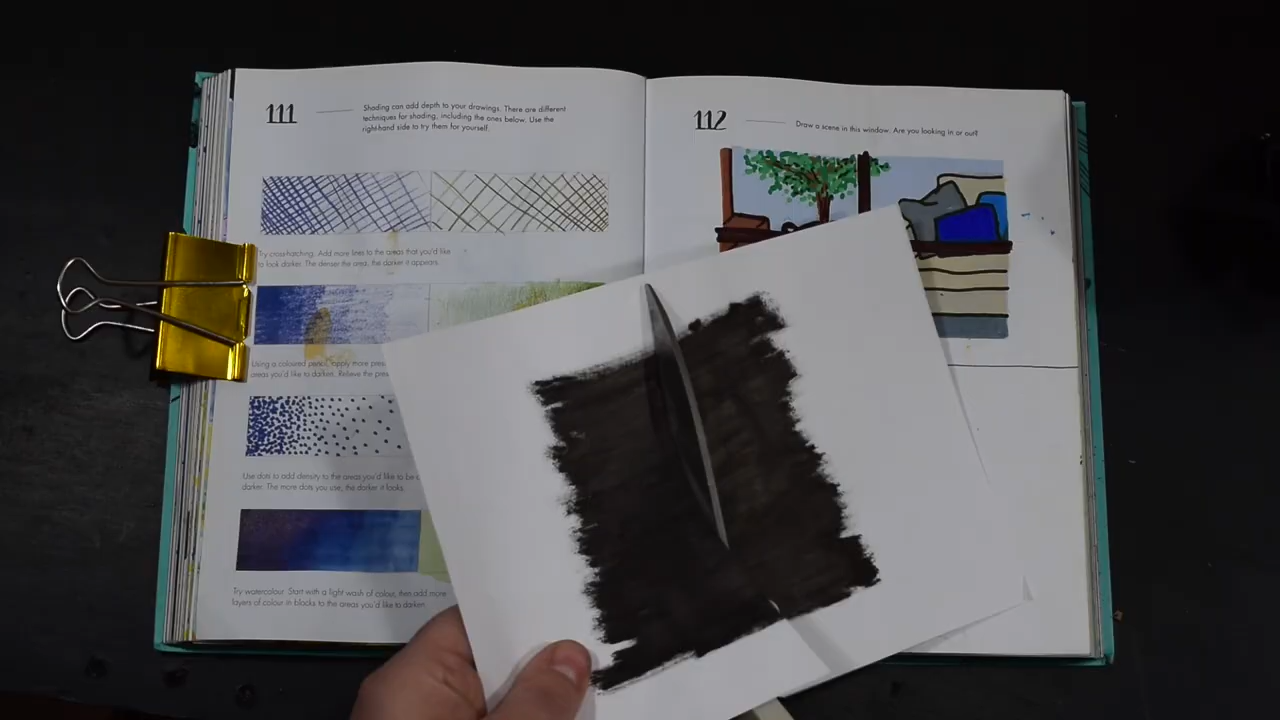 111
Shading can add depth to your drawings. There are different
techniques for shading, including the ones below. Use the
right-hand side to try them for yourself.
Try cross-hatching. Add more lines to the areas that you'd like
to look darker. The denser the area, the darker it appears.
Using a coloured pencil, apply more
areas you'd like to darken. Relieve the
Use dots to add density to the areas you'd like to be
darker. The more dots you use, the darker it looks.
Try watercolour. Start with a light wash of colour, then add more
layers of colour in blocks to the areas you'd like to darken.
112
Draw a scene in this window. Are you looking in or out?